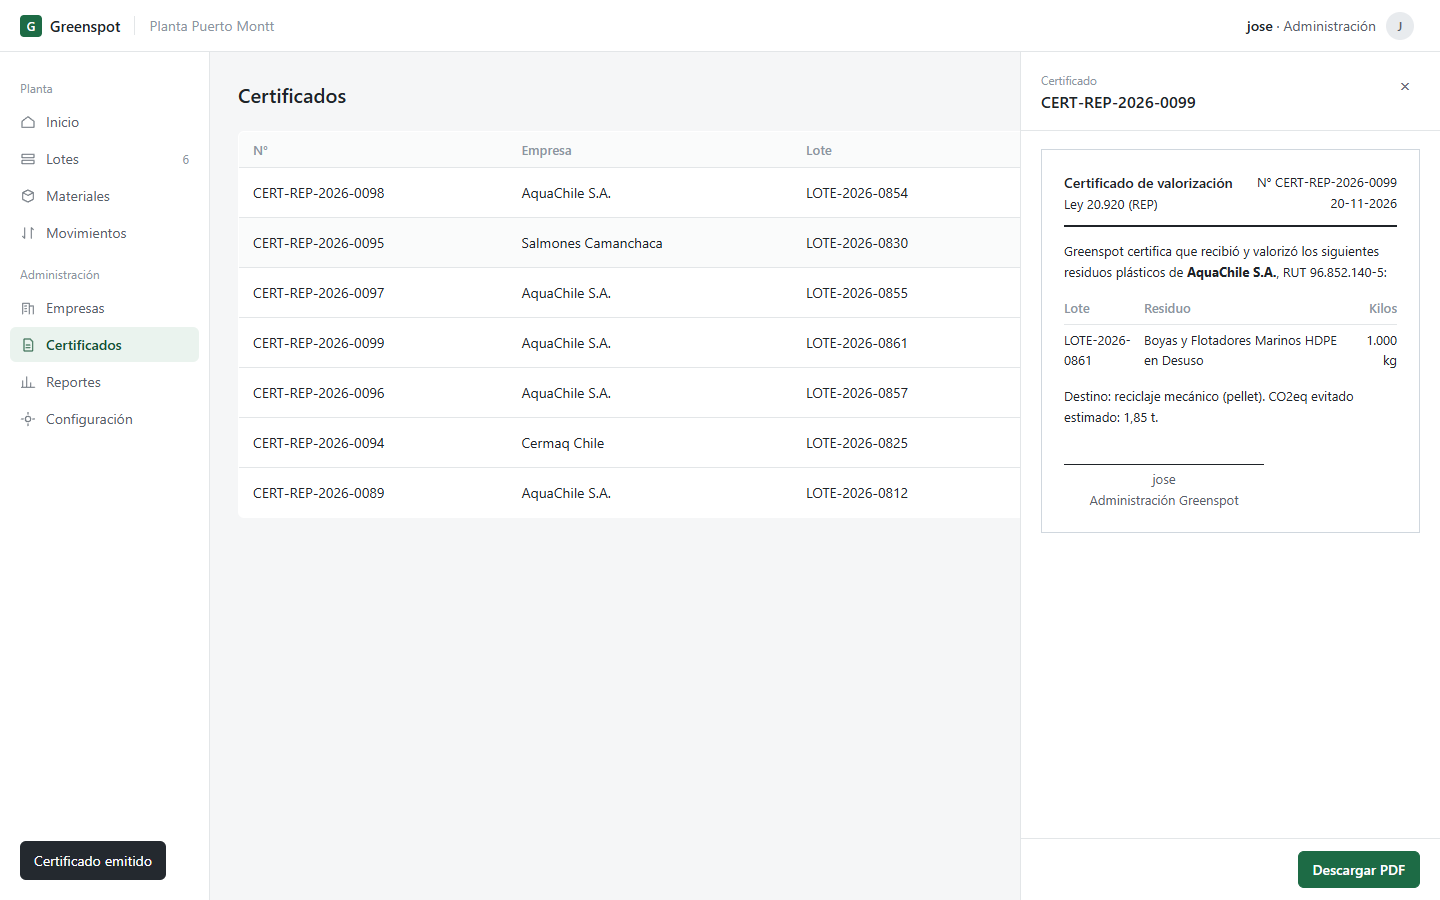 G Greenspot Planta Puerto Montt
jose · Administración J
Planta
Inicio
Lotes 6
Materiales
Movimientos
Administración
Empresas
Certificados
Reportes
Configuración
Certificado emitido
Certificados
N° Empresa Lote
CERT-REP-2026-0098 AquaChile S.A. LOTE-2026-0854
CERT-REP-2026-0095 Salmones Camanchaca LOTE-2026-0830
CERT-REP-2026-0097 AquaChile S.A. LOTE-2026-0855
CERT-REP-2026-0099 AquaChile S.A. LOTE-2026-0861
CERT-REP-2026-0096 AquaChile S.A. LOTE-2026-0857
CERT-REP-2026-0094 Cermaq Chile LOTE-2026-0825
CERT-REP-2026-0089 AquaChile S.A. LOTE-2026-0812
Certificado
CERT-REP-2026-0099 ×
Certificado de valorización N° CERT-REP-2026-0099
Ley 20.920 (REP) 20-11-2026
Greenspot certifica que recibió y valorizó los siguientes
residuos plásticos de AquaChile S.A., RUT 96.852.140-5:
Lote Residuo Kilos
LOTE-2026- Boyas y Flotadores Marinos HDPE 1.000
0861 en Desuso kg
Destino: reciclaje mecánico (pellet). CO2eq evitado
estimado: 1,85 t.
jose
Administración Greenspot
Descargar PDF